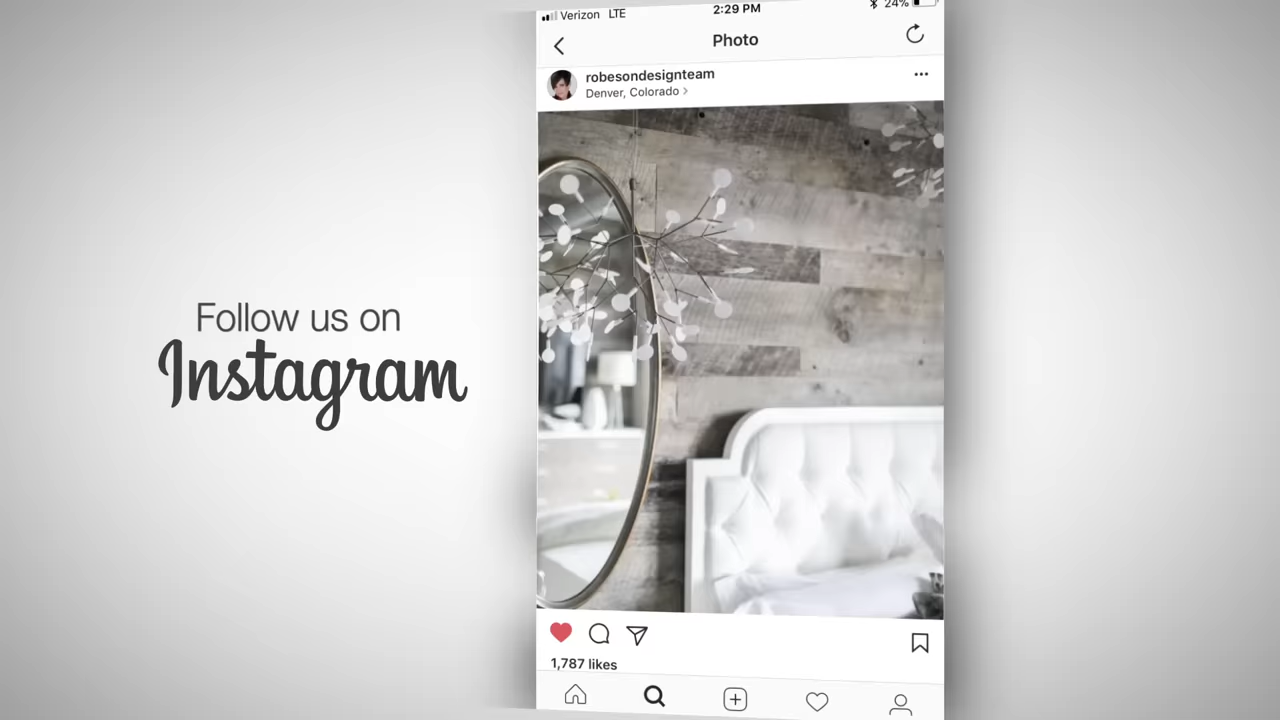 Verizon LTE 2:29 PM 24%
Photo
robesondesignteam
Denver, Colorado >
Follow us on
Instagram
1,787 likes